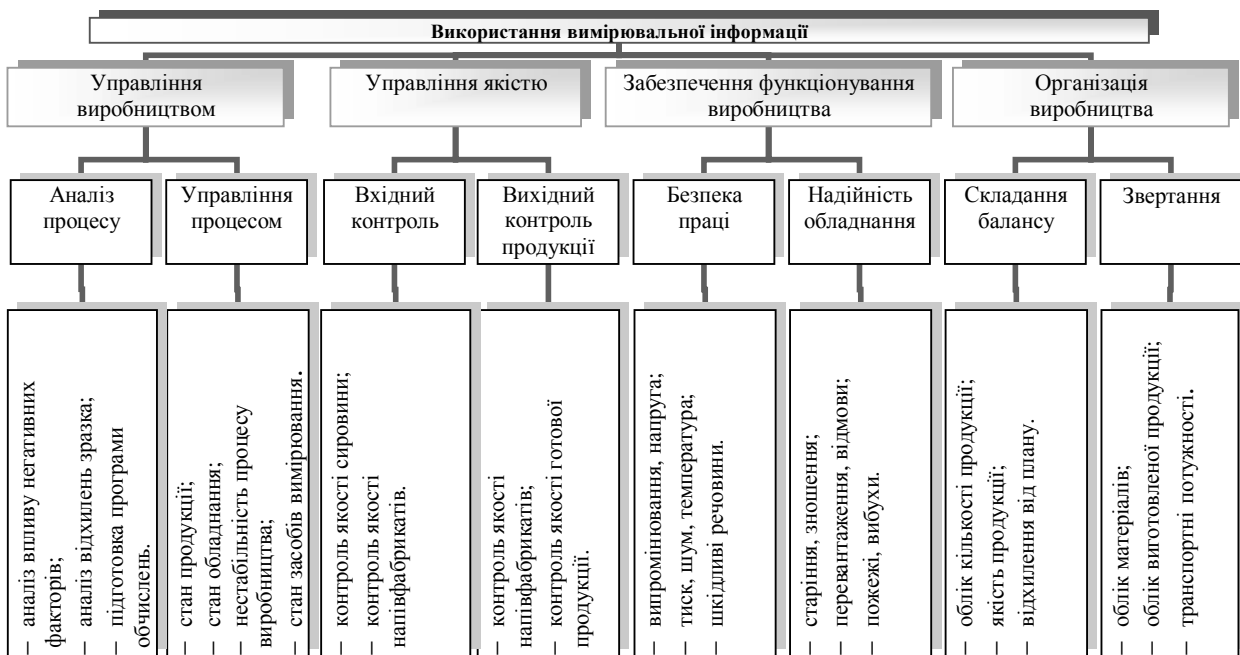 Використання вимірювальної інформації
Управління
виробництвом
Управління якістю
Забезпечення функціонування
виробництва
Організація
виробництва
Аналіз
процесу
Управління
процесом
Вхідний
контроль
Вихідний
контроль
продукції
Безпека
праці
Надійність
обладнання
Складання
балансу
Звертання
– аналіз впливу негативних
факторів;
– аналіз відхилень зразка;
– підготовка програми
обчислень.
– стан продукції;
– стан обладнання;
– нестабільність процесу
виробництва;
– стан засобів вимірювання.
– контроль якості сировини;
– контроль якості
напівфабрикатів.
– контроль якості
напівфабрикатів;
– контроль якості готової
продукції.
– випромінювання, напруга;
– тиск, шум, температура;
– шкідливі речовини.
– старіння, зношення;
– перевантаження, відмови;
– пожежі, вибухи.
– облік кількості продукції;
– якість продукції;
– відхилення від плану.
– облік матеріалів;
– облік виготовленої продукції;
– транспортні потужності.